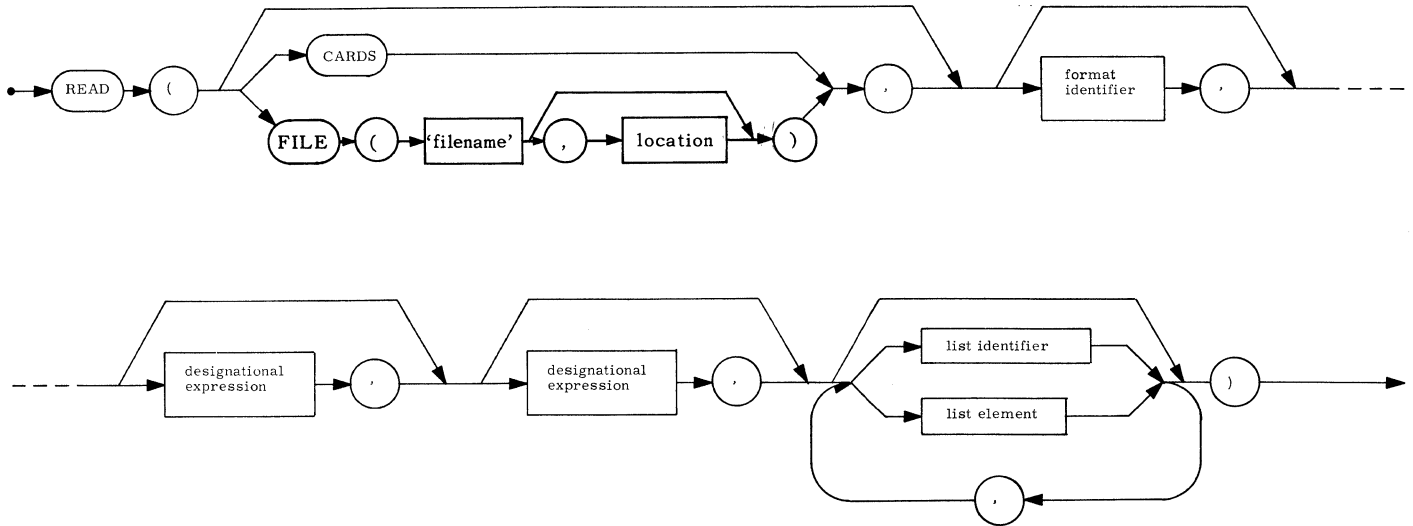 CARDS
READ ( , format identifier ,
FILE ( 'filename' , location )
designational expression , designational expression , list identifier )
list element
,